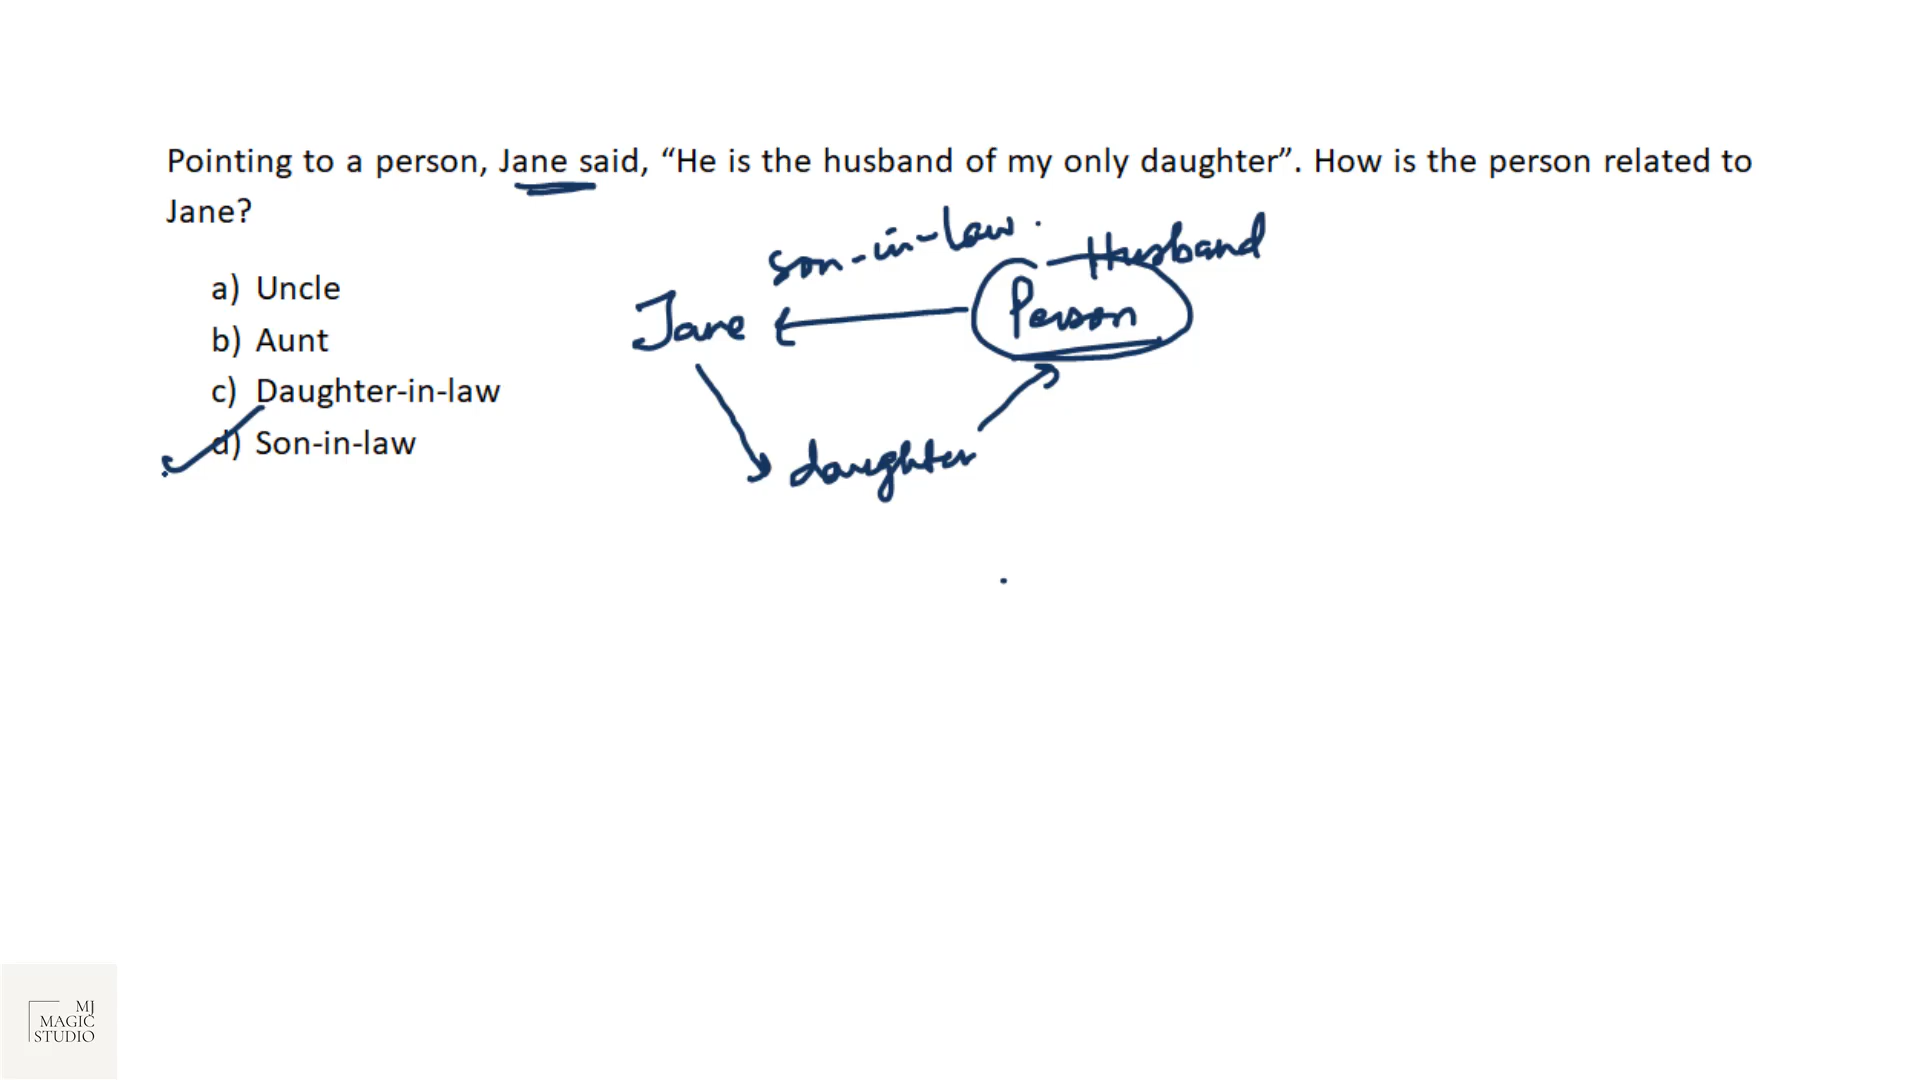 Pointing to a person, Jane said, “He is the husband of my only daughter”. How is the person related to
Jane?
a) Uncle
b) Aunt
c) Daughter-in-law
d) Son-in-law
son-in-law.
Husband
Jane
Person
daughter
MJ
MAGIC
STUDIO